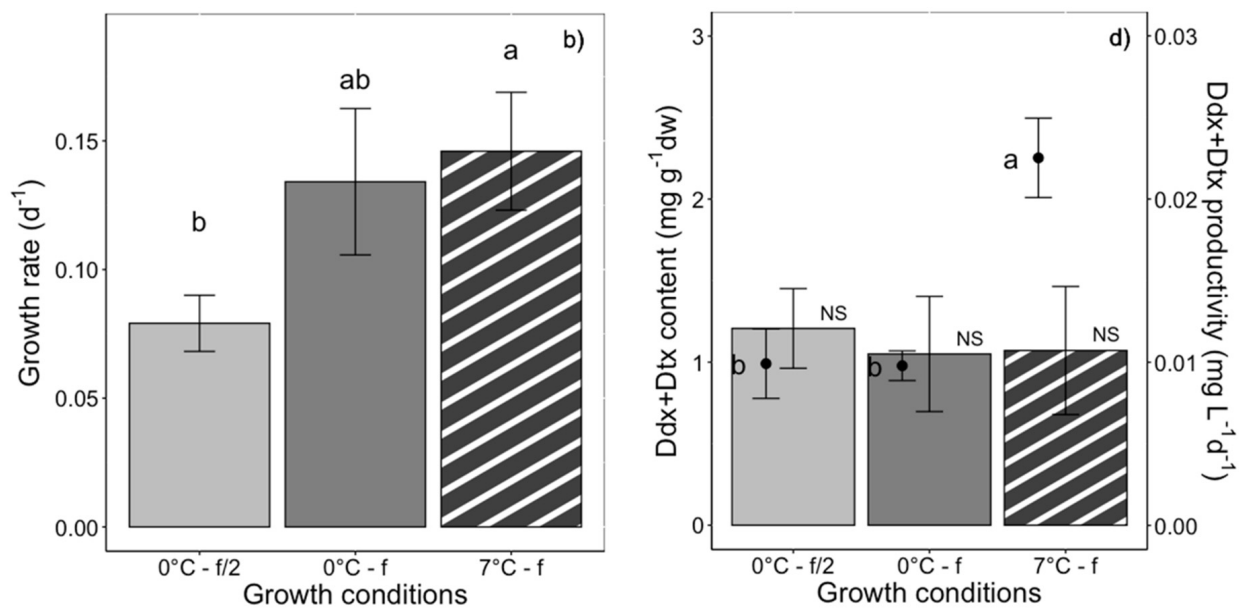 b)
Growth rate (d⁻¹)
0.15
0.10
0.05
0.00
b
ab
a
0°C - f/2
0°C - f
7°C - f
Growth conditions
d)
Ddx+Dtx content (mg g⁻¹dw)
3
2
1
0
b
NS
b
NS
a
NS
0.03
0.02
0.01
0.00
Ddx+Dtx productivity (mg L⁻¹d⁻¹)
0°C - f/2
0°C - f
7°C - f
Growth conditions